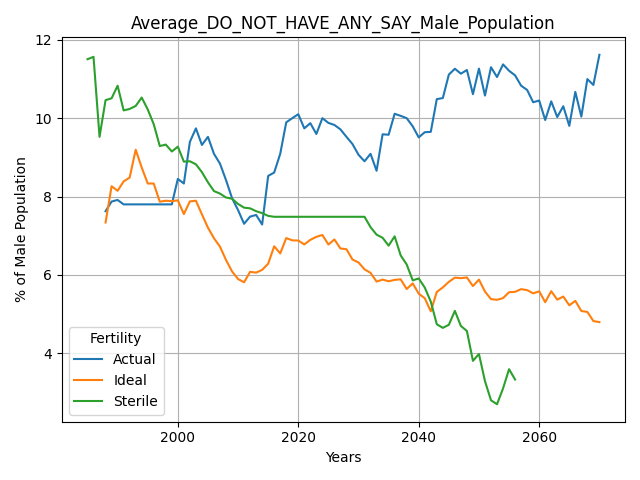 Average_DO_NOT_HAVE_ANY_SAY_Male_Population
12
10
8
6
4
% of Male Population
Fertility
Actual
Ideal
Sterile
2000 2020 2040 2060
Years